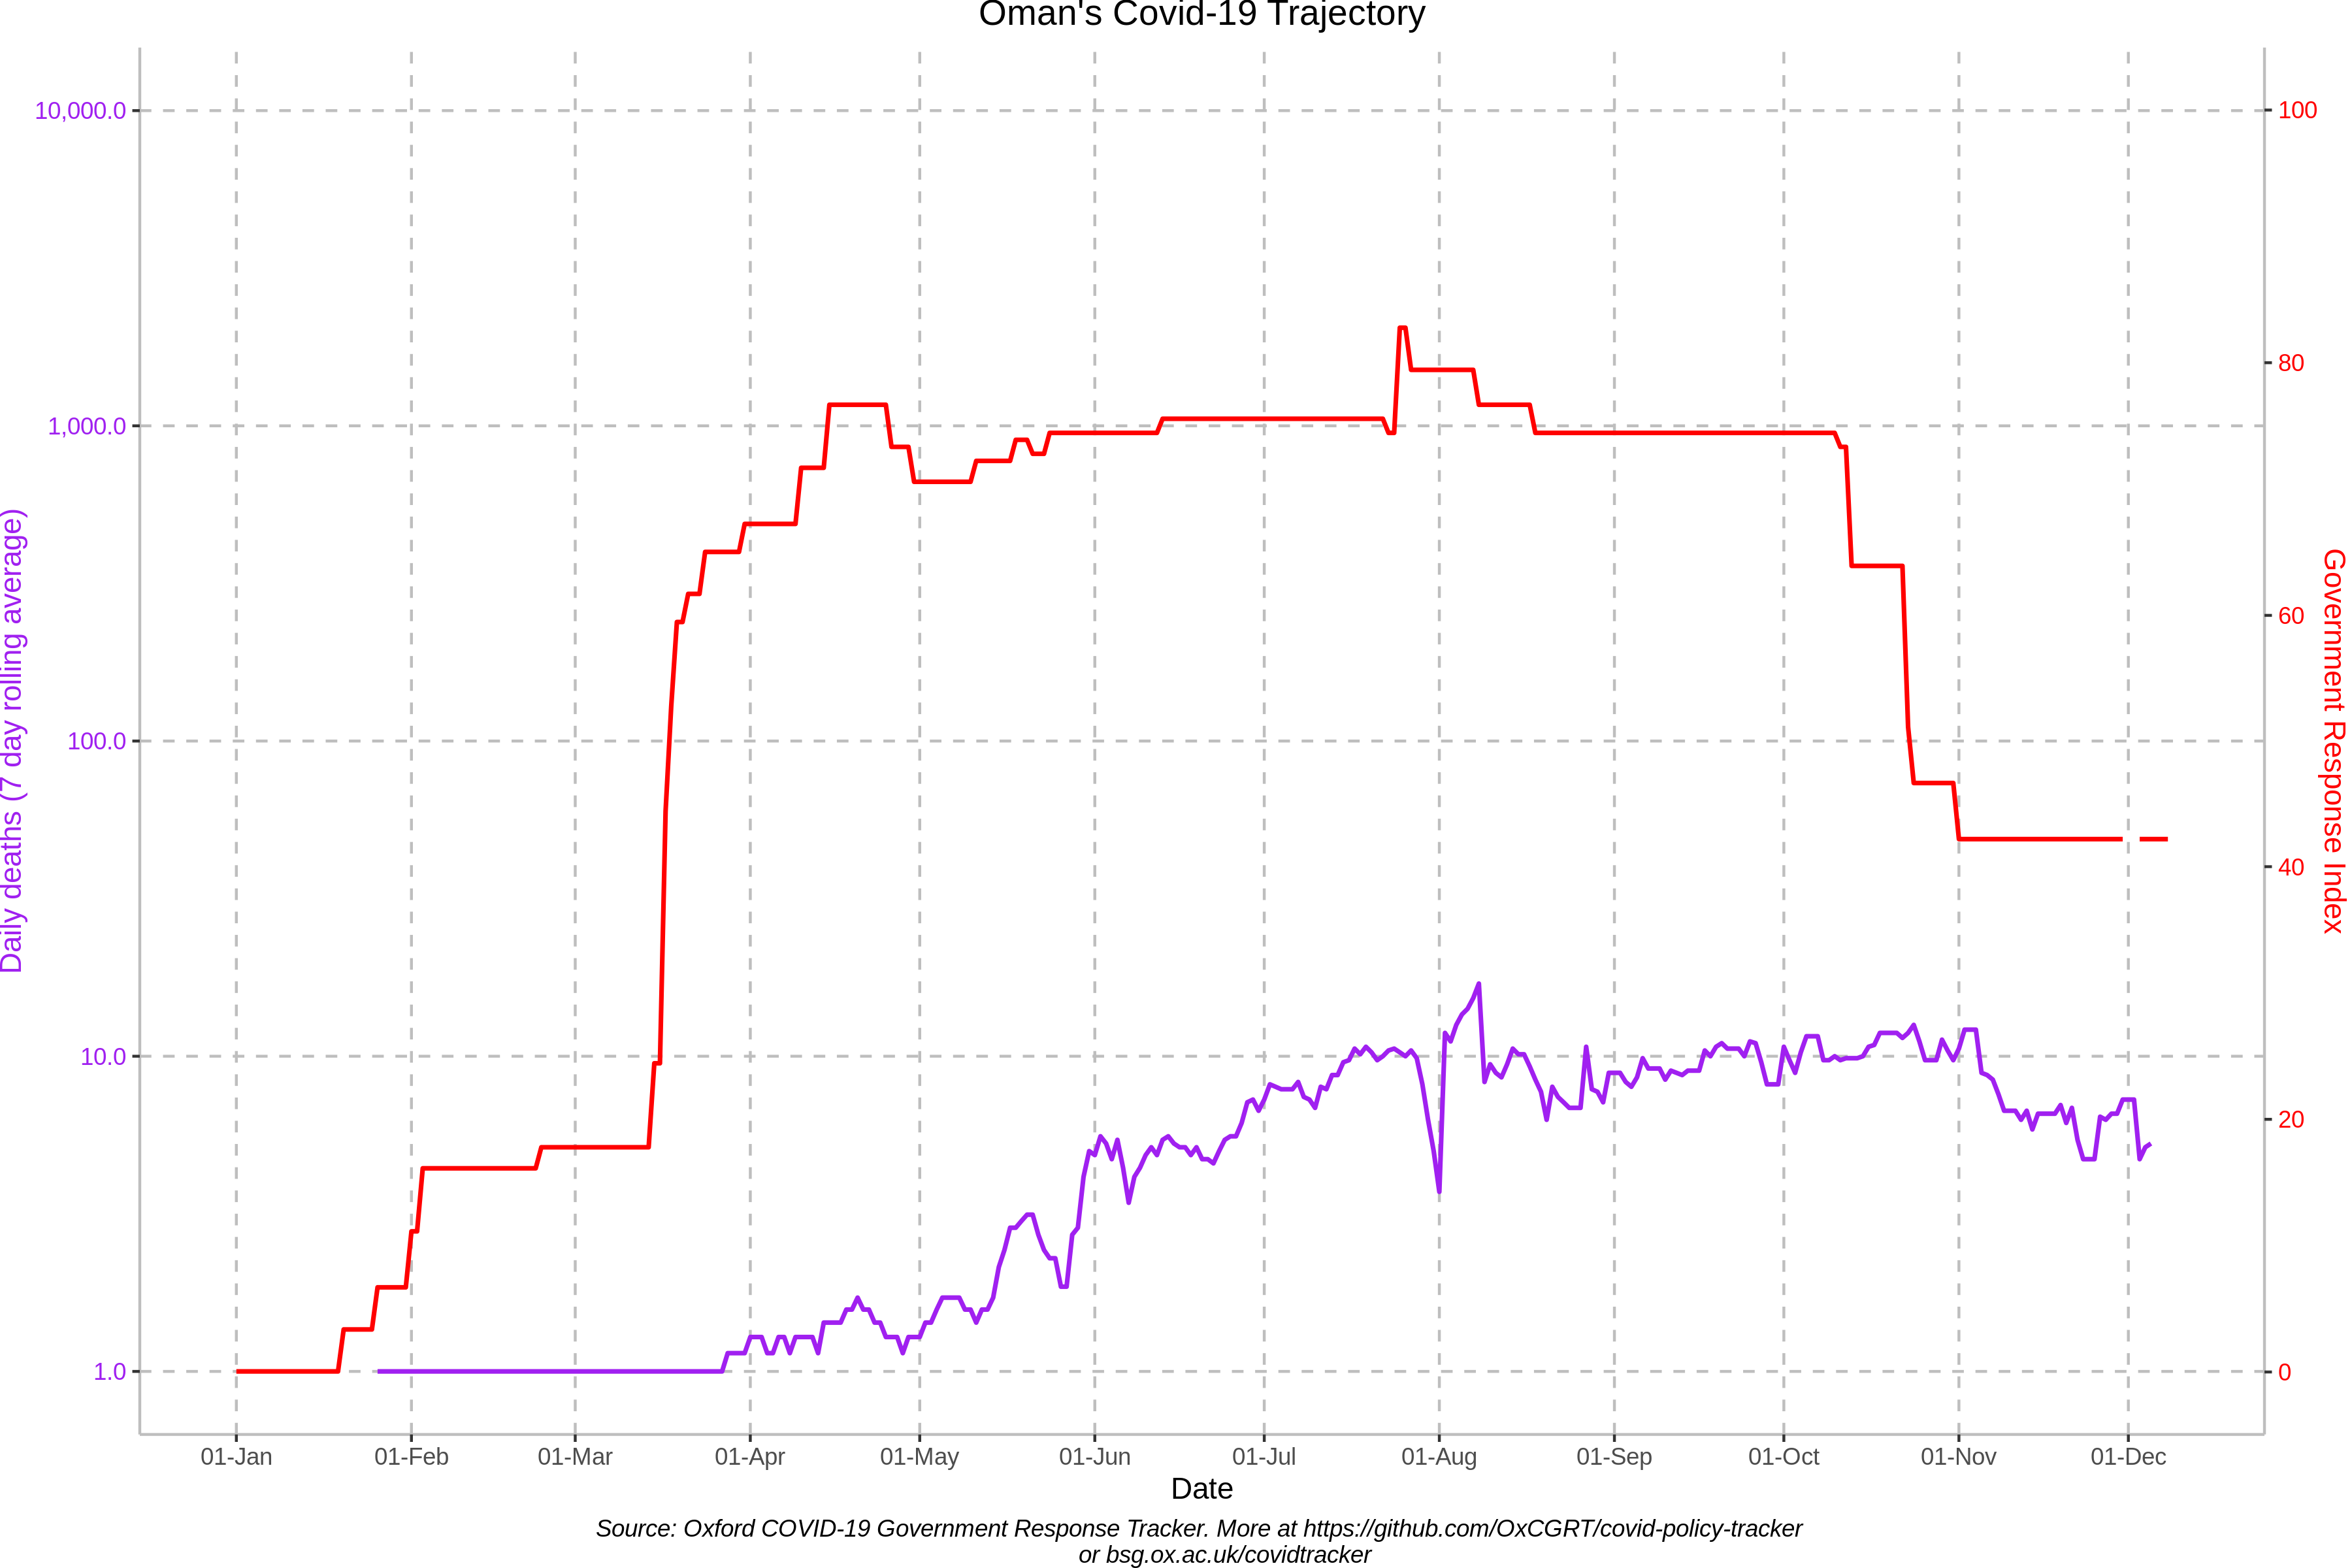 Oman's Covid-19 Trajectory
10,000.0
1,000.0
100.0
10.0
1.0
Daily deaths (7 day rolling average)
100
80
60
40
20
0
Government Response Index
01-Jan 01-Feb 01-Mar 01-Apr 01-May 01-Jun 01-Jul 01-Aug 01-Sep 01-Oct 01-Nov 01-Dec
Date
Source: Oxford COVID-19 Government Response Tracker. More at https://github.com/OxCGRT/covid-policy-tracker
or bsg.ox.ac.uk/covidtracker